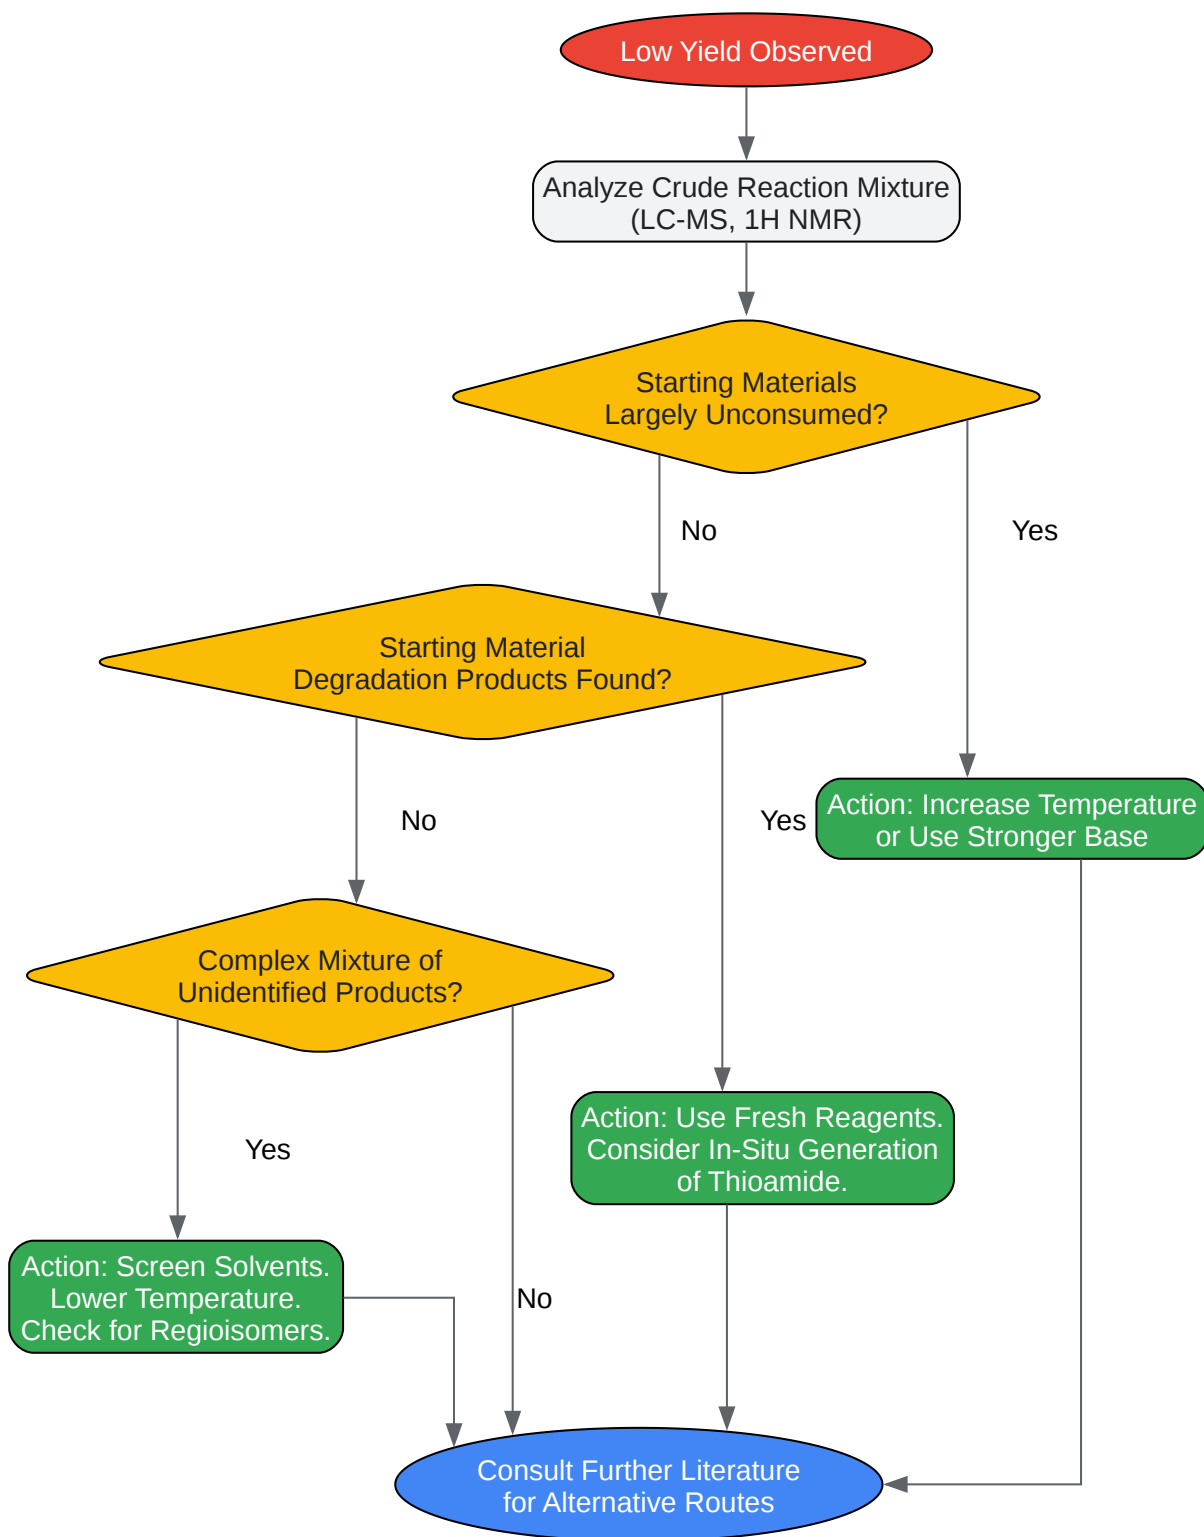 Low Yield Observed
Analyze Crude Reaction Mixture
(LC-MS, 1H NMR)
Starting Materials
Largely Unconsumed?
No
Yes
Starting Material
Degradation Products Found?
Action: Increase Temperature
or Use Stronger Base
No
Yes
Complex Mixture of
Unidentified Products?
Action: Use Fresh Reagents.
Consider In-Situ Generation
of Thioamide.
Yes
Action: Screen Solvents.
Lower Temperature.
Check for Regioisomers.
No
Consult Further Literature
for Alternative Routes